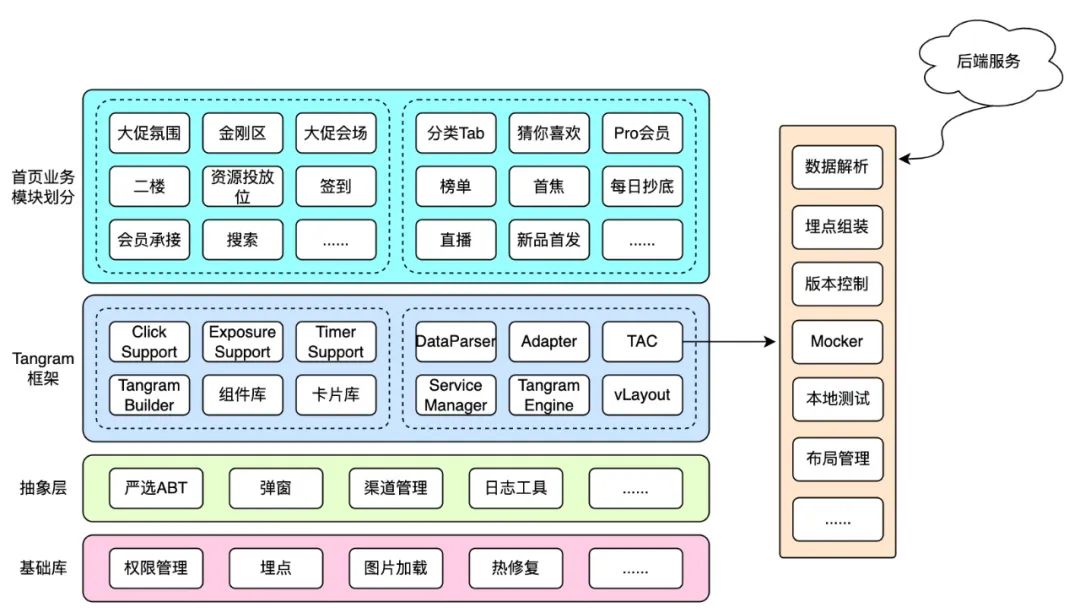 后端服务
首页业务
模块划分
大促氛围
金刚区
大促会场
二楼
资源投放
位
签到
会员承接
搜索
......
分类Tab
猜你喜欢
Pro会员
榜单
首焦
每日抄底
直播
新品首发
......
Tangram
框架
Click
Support
Exposure
Support
Timer
Support
Tangram
Builder
组件库
卡片库
DataParser
Adapter
TAC
Service
Manager
Tangram
Engine
vLayout
抽象层
严选ABT
弹窗
渠道管理
日志工具
......
基础库
权限管理
埋点
图片加载
热修复
......
数据解析
埋点组装
版本控制
Mocker
本地测试
布局管理
......